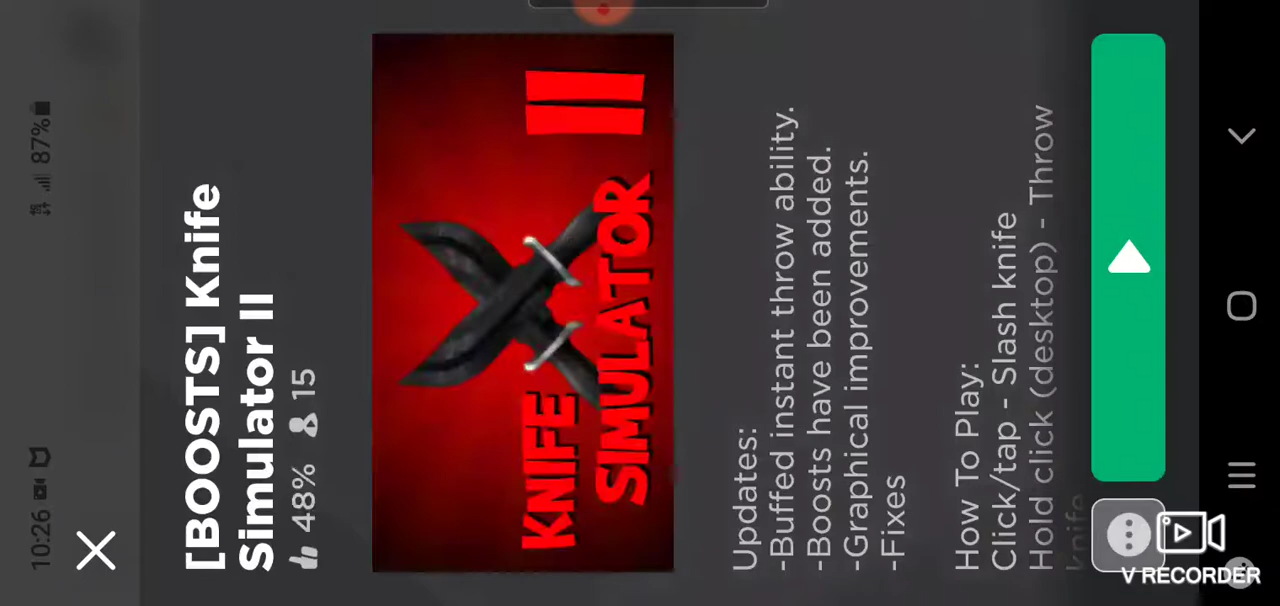 10:26
87%
[BOOSTS] Knife
Simulator II
48% 15
KNIFE
SIMULATOR II
Updates:
-Buffed instant throw ability.
-Boosts have been added.
-Graphical improvements.
-Fixes
How To Play:
Click/tap - Slash knife
Hold click (desktop) - Throw
knife
V RECORDER